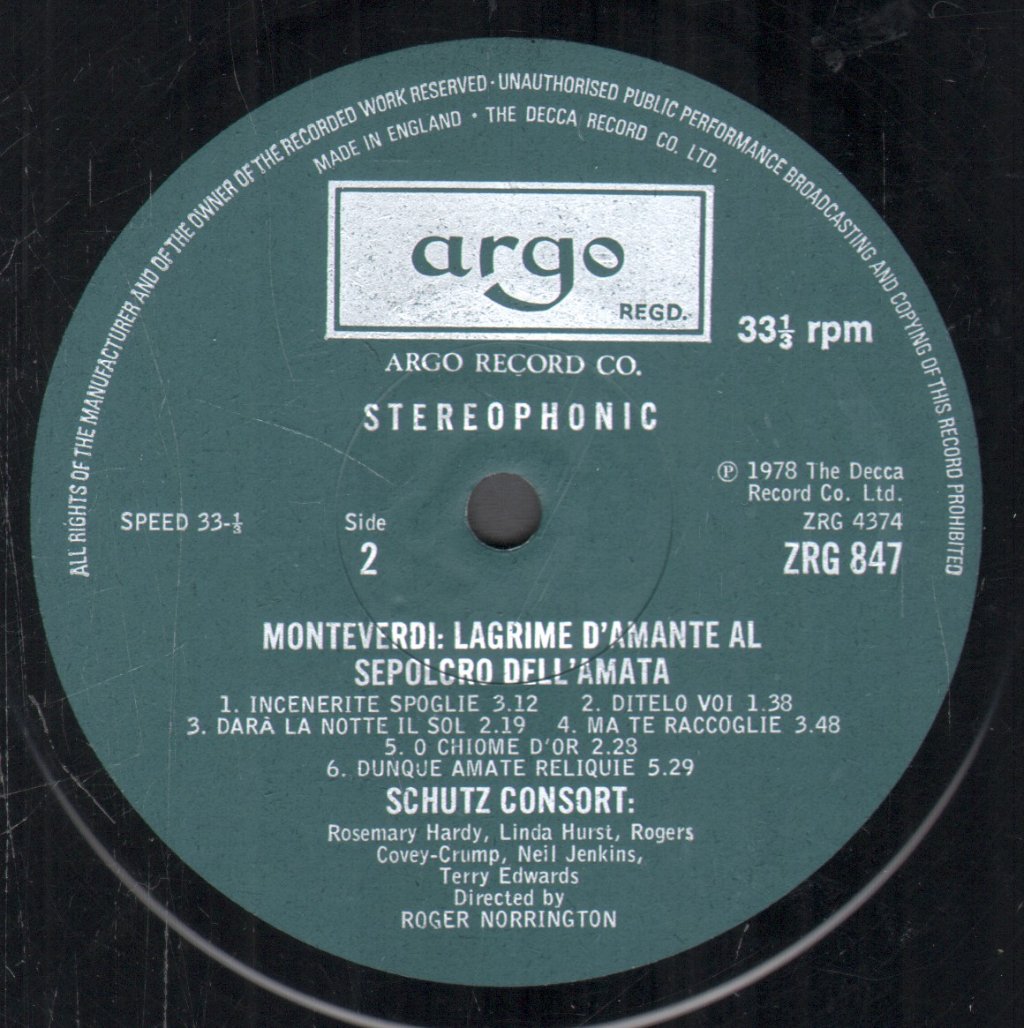 ALL RIGHTS OF THE MANUFACTURER AND OF THE OWNER OF THE RECORDED WORK RESERVED · UNAUTHORISED PUBLIC PERFORMANCE BROADCASTING AND COPYING OF THIS RECORD PROHIBITED
MADE IN ENGLAND · THE DECCA RECORD CO. LTD.
argo
REGD.
33⅓ rpm
ARGO RECORD CO.
STEREOPHONIC
℗ 1978 The Decca
Record Co. Ltd.
SPEED 33-⅓
Side
ZRG 4374
2
ZRG 847
MONTEVERDI: LAGRIME D'AMANTE AL
SEPOLCRO DELL'AMATA
1. INCENERITE SPOGLIE 3.12 2. DITELO VOI 1.38
3. DARÀ LA NOTTE IL SOL 2.19 4. MA TE RACCOGLIE 3.48
5. O CHIOME D'OR 2.28
6. DUNQUE AMATE RELIQUIE 5.29
SCHUTZ CONSORT:
Rosemary Hardy, Linda Hurst, Rogers
Covey-Crump, Neil Jenkins,
Terry Edwards
Directed by
ROGER NORRINGTON